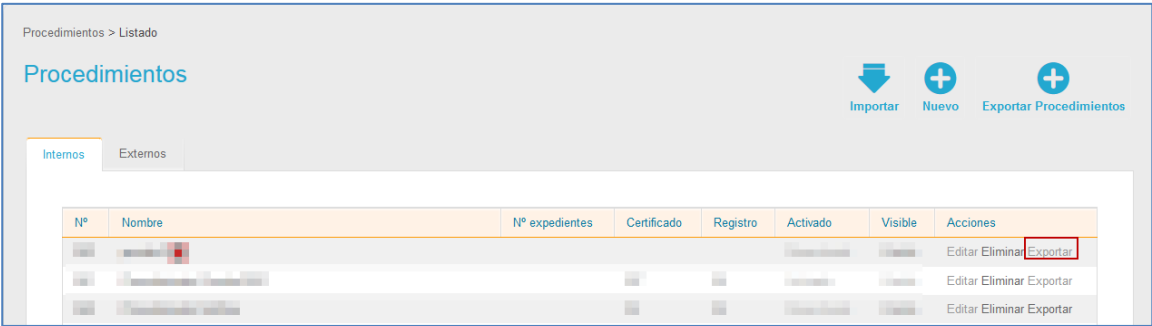 Procedimientos > Listado
Procedimientos
Importar Nuevo Exportar Procedimientos
Internos Externos
Nº Nombre Nº expedientes Certificado Registro Activado Visible Acciones
Editar Eliminar Exportar
Editar Eliminar Exportar
Editar Eliminar Exportar